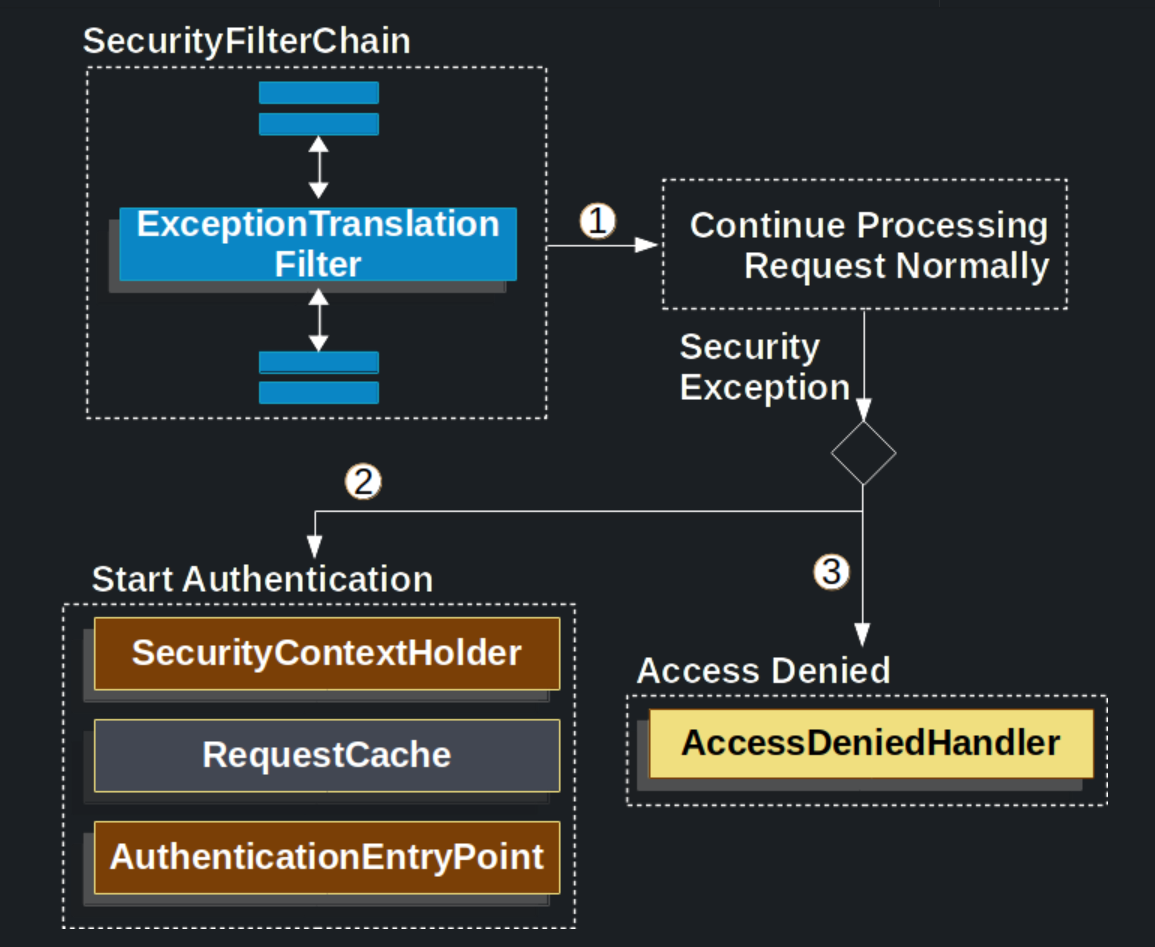 SecurityFilterChain
ExceptionTranslation
Filter
1
Continue Processing
Request Normally
Security
Exception
2
Start Authentication
SecurityContextHolder
RequestCache
AuthenticationEntryPoint
3
Access Denied
AccessDeniedHandler